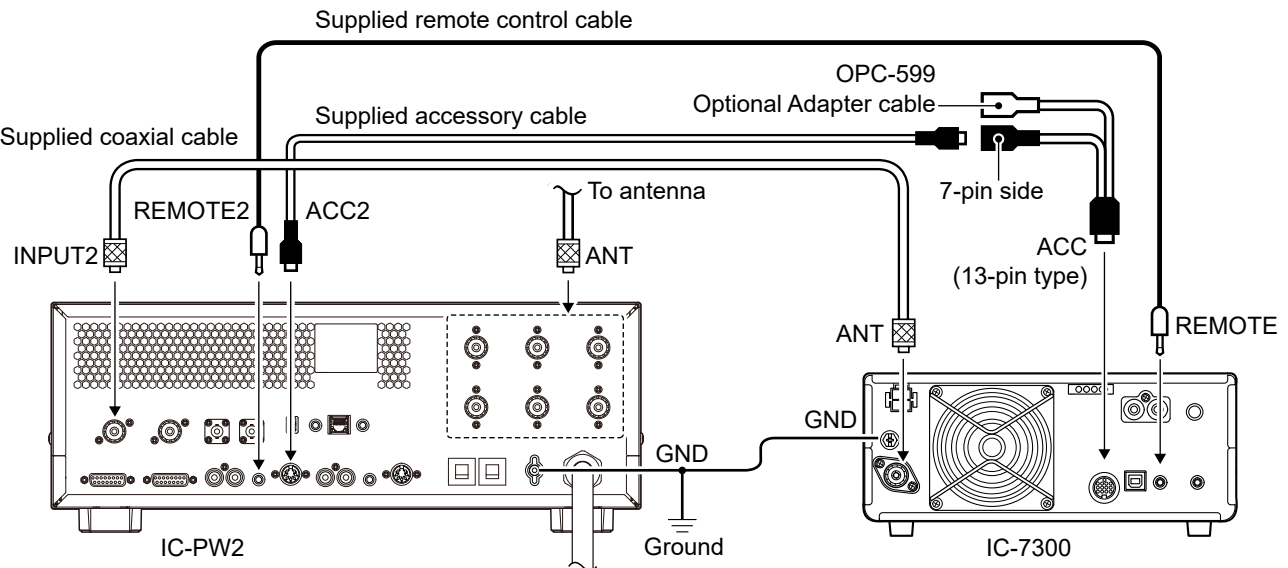 Supplied remote control cable
OPC-599
Optional Adapter cable
Supplied accessory cable
Supplied coaxial cable
7-pin side
To antenna
REMOTE2
ACC2
INPUT2
ANT
ACC
(13-pin type)
ANT
REMOTE
GND
GND
Ground
IC-PW2
IC-7300